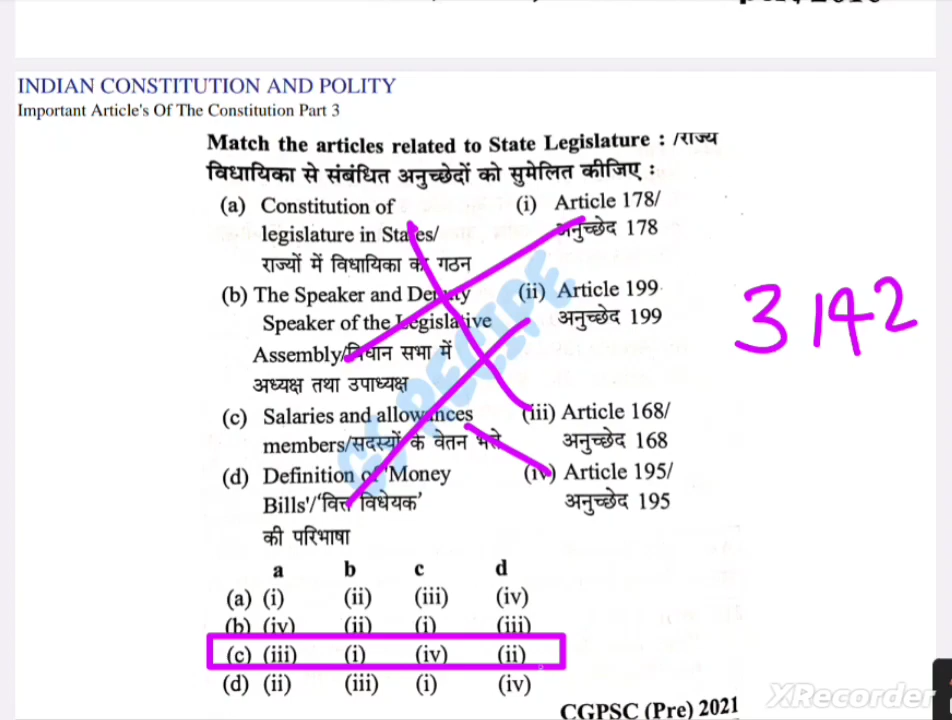 INDIAN CONSTITUTION AND POLITY
Important Article's Of The Constitution Part 3
Match the articles related to State Legislature : /राज्य
विधायिका से संबंधित अनुच्छेदों को सुमेलित कीजिए :
(a) Constitution of (i) Article 178/
legislature in States/ अनुच्छेद 178
राज्यों में विधायिका का गठन
(b) The Speaker and Deputy (ii) Article 199
Speaker of the Legislative अनुच्छेद 199
3142
Assembly/विधान सभा में
अध्यक्ष तथा उपाध्यक्ष
(c) Salaries and allowances (iii) Article 168/
members/सदस्यों के वेतन भत्ते अनुच्छेद 168
(d) Definition of 'Money (iv) Article 195/
Bills'/'वित्त विधेयक' अनुच्छेद 195
की परिभाषा
a b c d
(a) (i) (ii) (iii) (iv)
(b) (iv) (ii) (i) (iii)
(c) (iii) (i) (iv) (ii)
(d) (ii) (iii) (i) (iv)
CGPSC (Pre) 2021
XRecorder